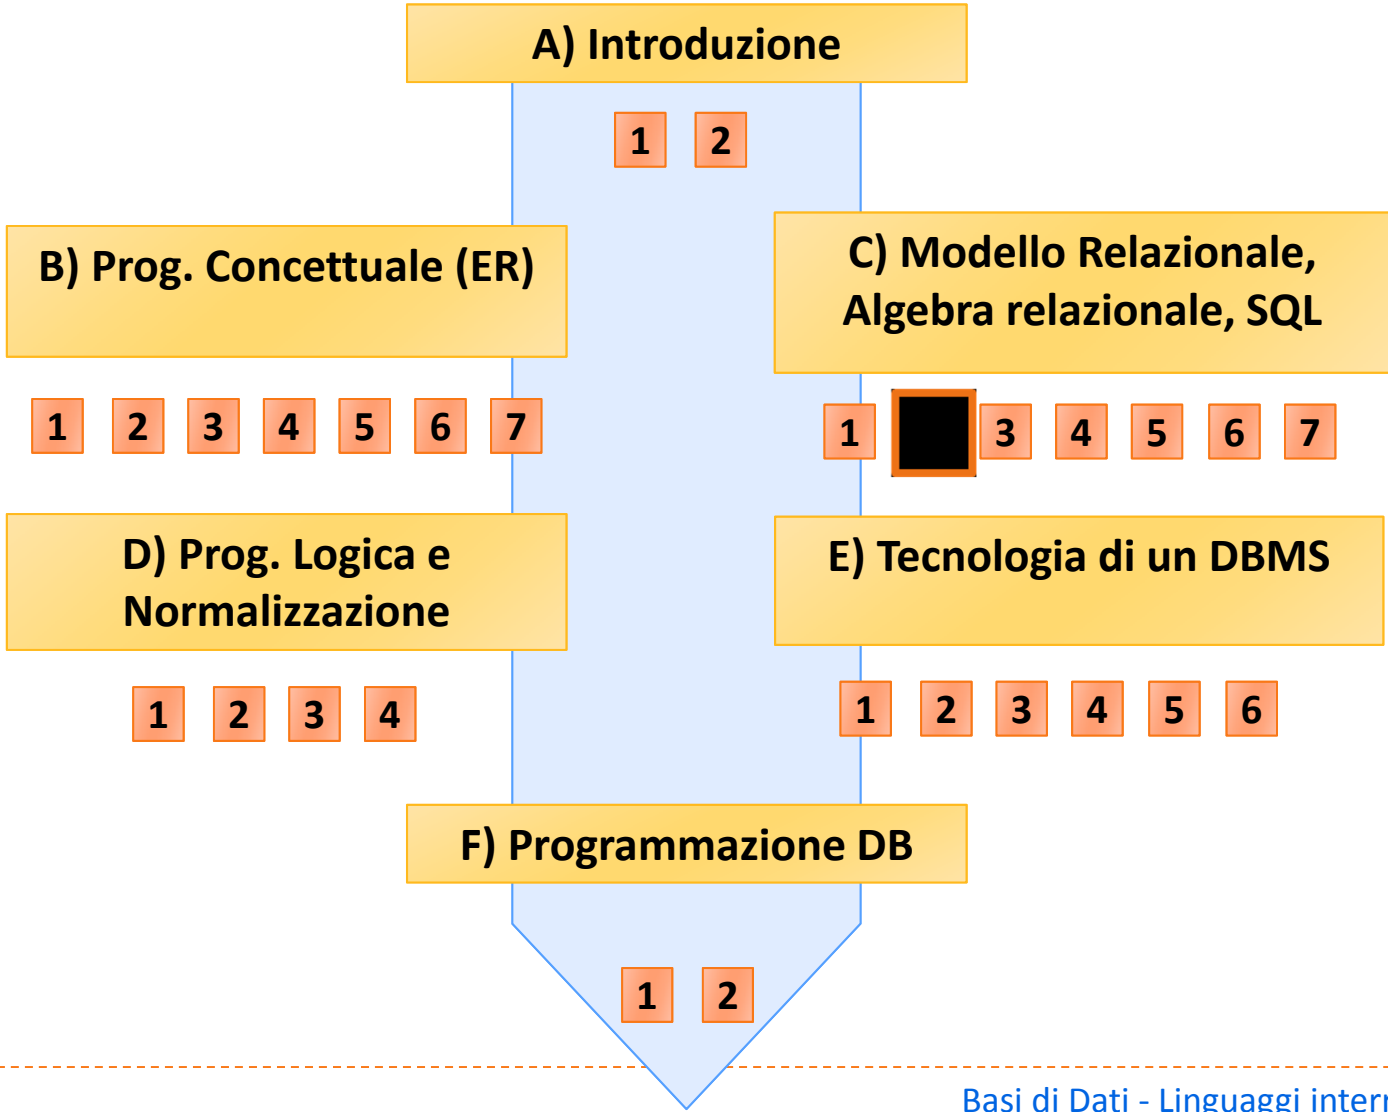 A) Introduzione
1 2
B) Prog. Concettuale (ER)
C) Modello Relazionale,
Algebra relazionale, SQL
1 2 3 4 5 6 7
1 3 4 5 6 7
D) Prog. Logica e
Normalizzazione
E) Tecnologia di un DBMS
1 2 3 4
1 2 3 4 5 6
F) Programmazione DB
1 2
Basi di Dati - Linguaggi